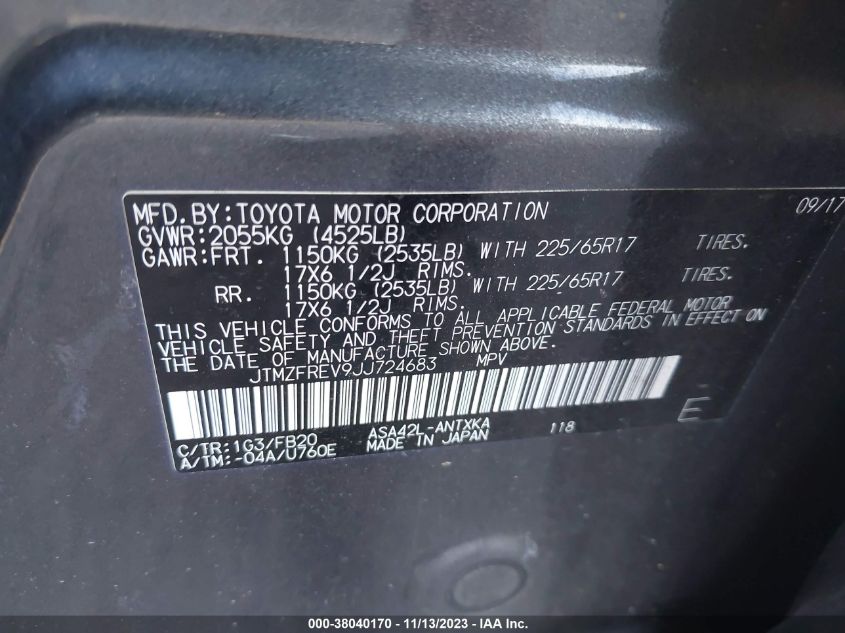 MFD.BY:TOYOTA MOTOR CORPORATION 09/17
GVWR:2055KG (4525LB)
GAWR:FRT. 1150KG (2535LB) WITH 225/65R17 TIRES.
17X6 1/2J RIMS.
RR. 1150KG (2535LB) WITH 225/65R17 TIRES.
17X6 1/2J RIMS.
THIS VEHICLE CONFORMS TO ALL APPLICABLE FEDERAL MOTOR
VEHICLE SAFETY AND THEFT PREVENTION STANDARDS IN EFFECT ON
THE DATE OF MANUFACTURE SHOWN ABOVE.
JTMZFREV9JJ724683 MPV
E
C/TR:1G3/FB20 ASA42L-ANTXKA 118
A/TM:-04A/U760E MADE IN JAPAN
000-38040170 - 11/13/2023 - IAA Inc.